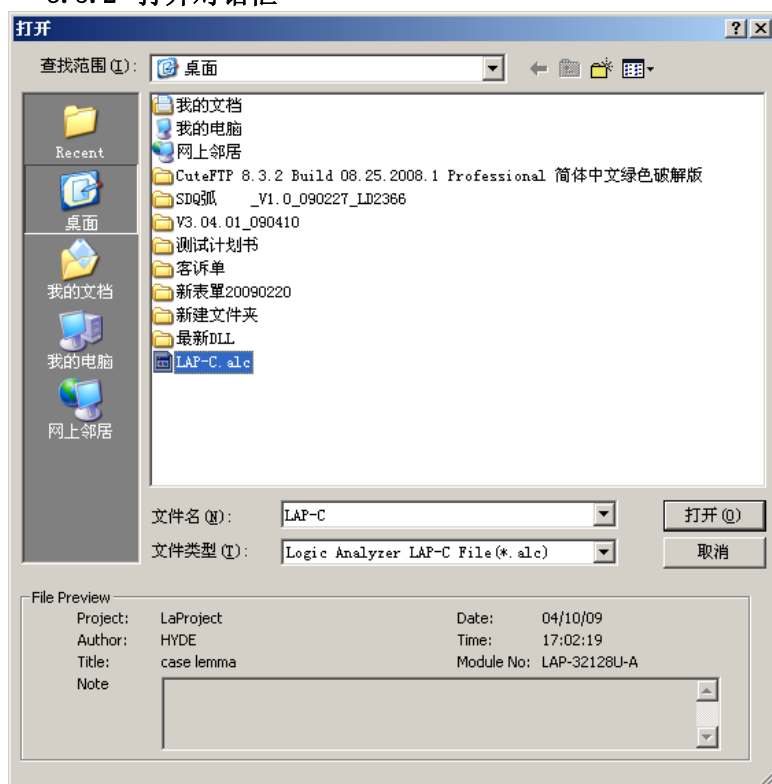 打开对话框
打开
查找范围(I):
桌面
Recent
桌面
我的文档
我的电脑
网上邻居
我的文档
我的电脑
网上邻居
CuteFTP 8.3.2 Build 08.25.2008.1 Professional 简体中文绿色破解版
SDQ弧 _V1.0_090227_LD2366
V3.04.01_090410
测试计划书
客诉单
新表單20090220
新建文件夹
最新DLL
LAP-C.alc
文件名(N):
LAP-C
打开(O)
文件类型(T):
Logic Analyzer LAP-C File(*.alc)
取消
File Preview
Project: LaProject
Date: 04/10/09
Author: HYDE
Time: 17:02:19
Title: case lemma
Module No: LAP-32128U-A
Note